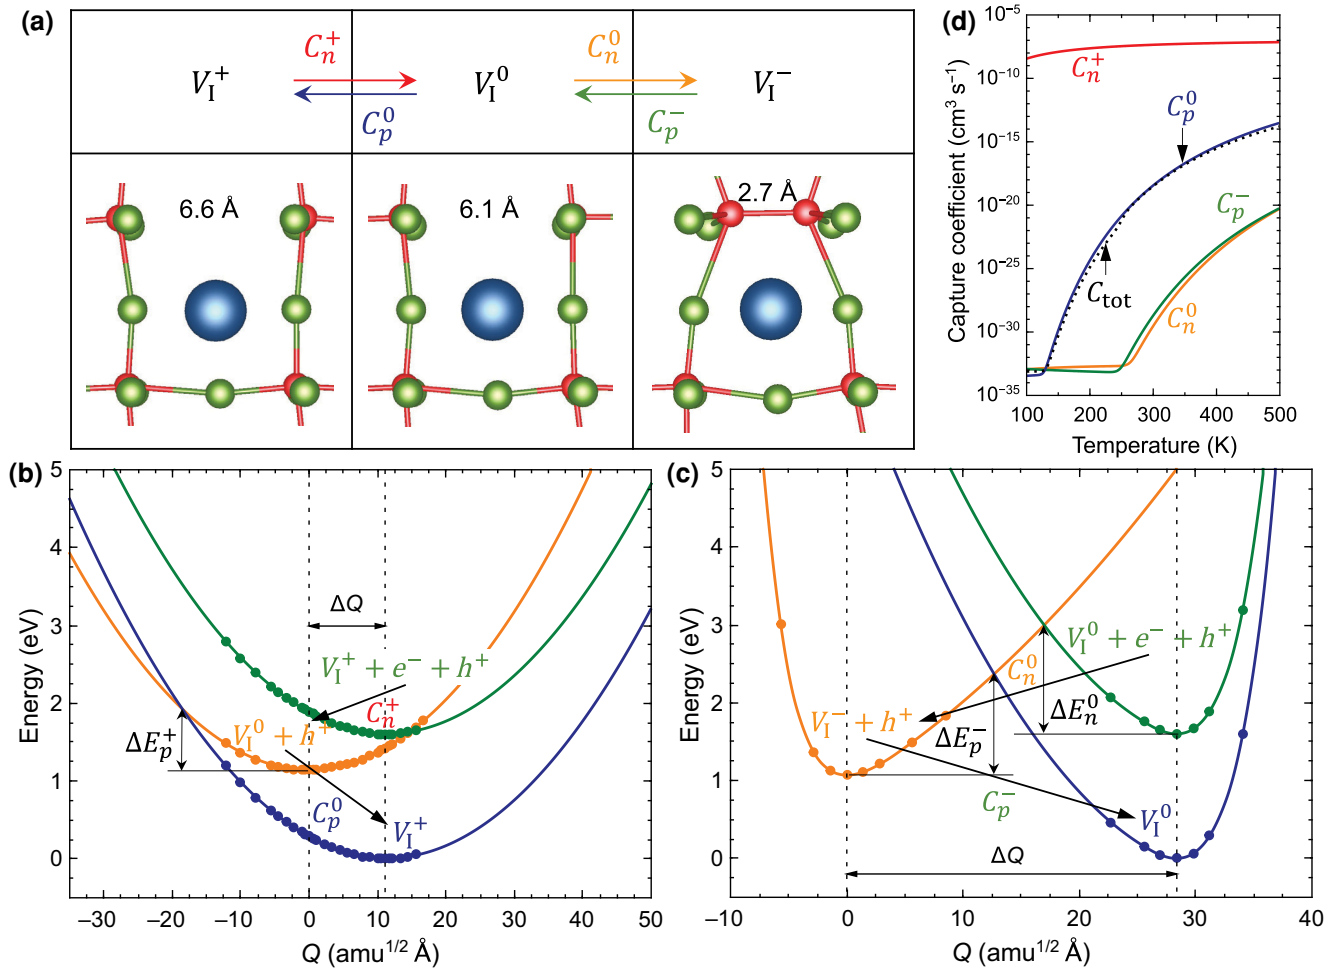 (a)
V_I^+
C_n^+
C_p^0
V_I^0
C_n^0
C_p^-
V_I^-
6.6 Å
6.1 Å
2.7 Å
(d)
Capture coefficient (cm³ s⁻¹)
10⁻⁵
10⁻¹⁰
10⁻¹⁵
10⁻²⁰
10⁻²⁵
10⁻³⁰
10⁻³⁵
C_n^+
C_p^0
C_p^-
C_tot
C_n^0
100 200 300 400 500
Temperature (K)
(b)
Energy (eV)
5
4
3
2
1
0
ΔQ
V_I^+ + e⁻ + h⁺
C_n^+
V_I^0 + h⁺
ΔE_p^+
C_p^0
V_I^+
–30 –20 –10 0 10 20 30 40 50
Q (amu^1/2 Å)
(c)
Energy (eV)
5
4
3
2
1
0
V_I^0 + e⁻ + h⁺
C_n^0
V_I^- + h⁺
ΔE_p^-
ΔE_n^0
C_p^-
V_I^0
ΔQ
–10 0 10 20 30 40
Q (amu^1/2 Å)